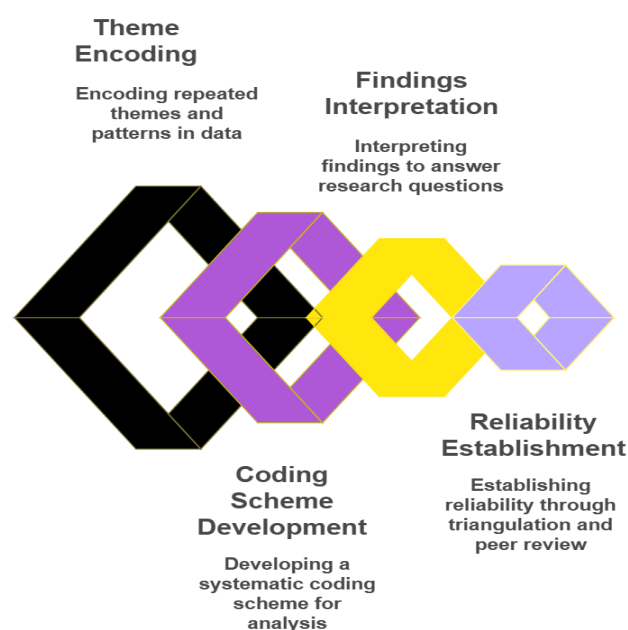 Theme
Encoding
Encoding repeated
themes and
patterns in data
Findings
Interpretation
Interpreting
findings to answer
research questions
Coding
Scheme
Development
Developing a
systematic coding
scheme for
analysis
Reliability
Establishment
Establishing
reliability through
triangulation and
peer review